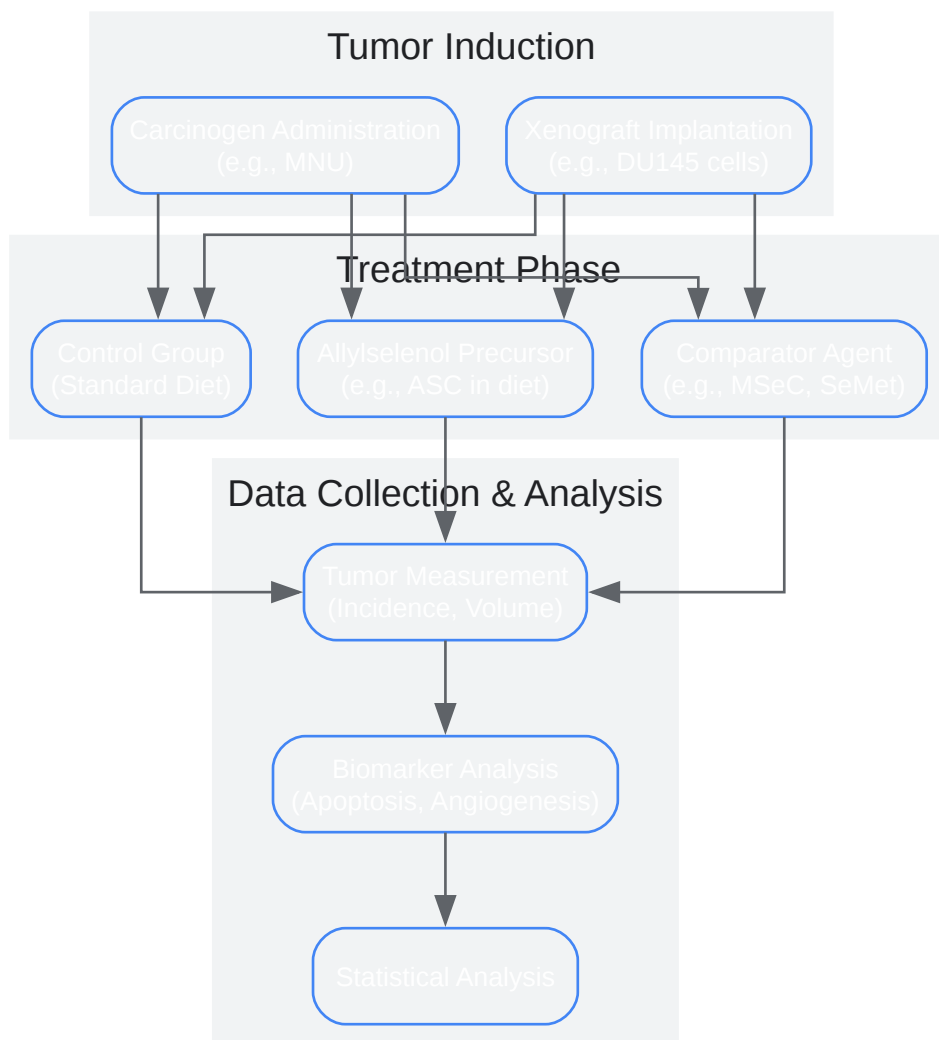 Tumor Induction
Carcinogen Administration
(e.g., MNU)
Xenograft Implantation
(e.g., DU145 cells)
Treatment Phase
Control Group
(Standard Diet)
Allylselenol Precursor
(e.g., ASC in diet)
Comparator Agent
(e.g., MSeC, SeMet)
Data Collection & Analysis
Tumor Measurement
(Incidence, Volume)
Biomarker Analysis
(Apoptosis, Angiogenesis)
Statistical Analysis